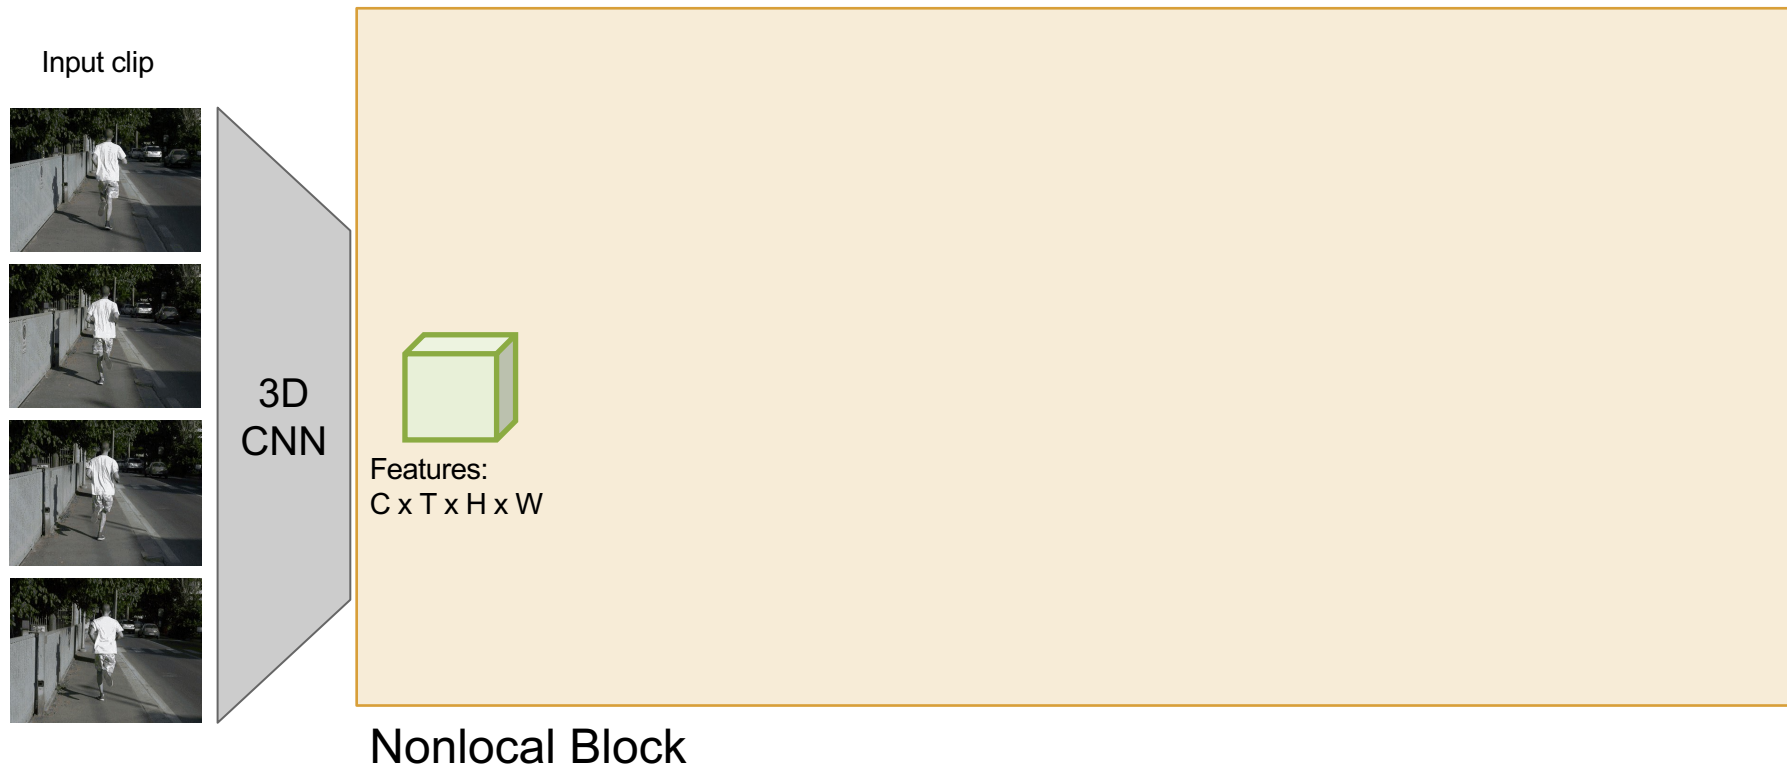 Input clip
3D
CNN
Features:
C x T x H x W
Nonlocal Block